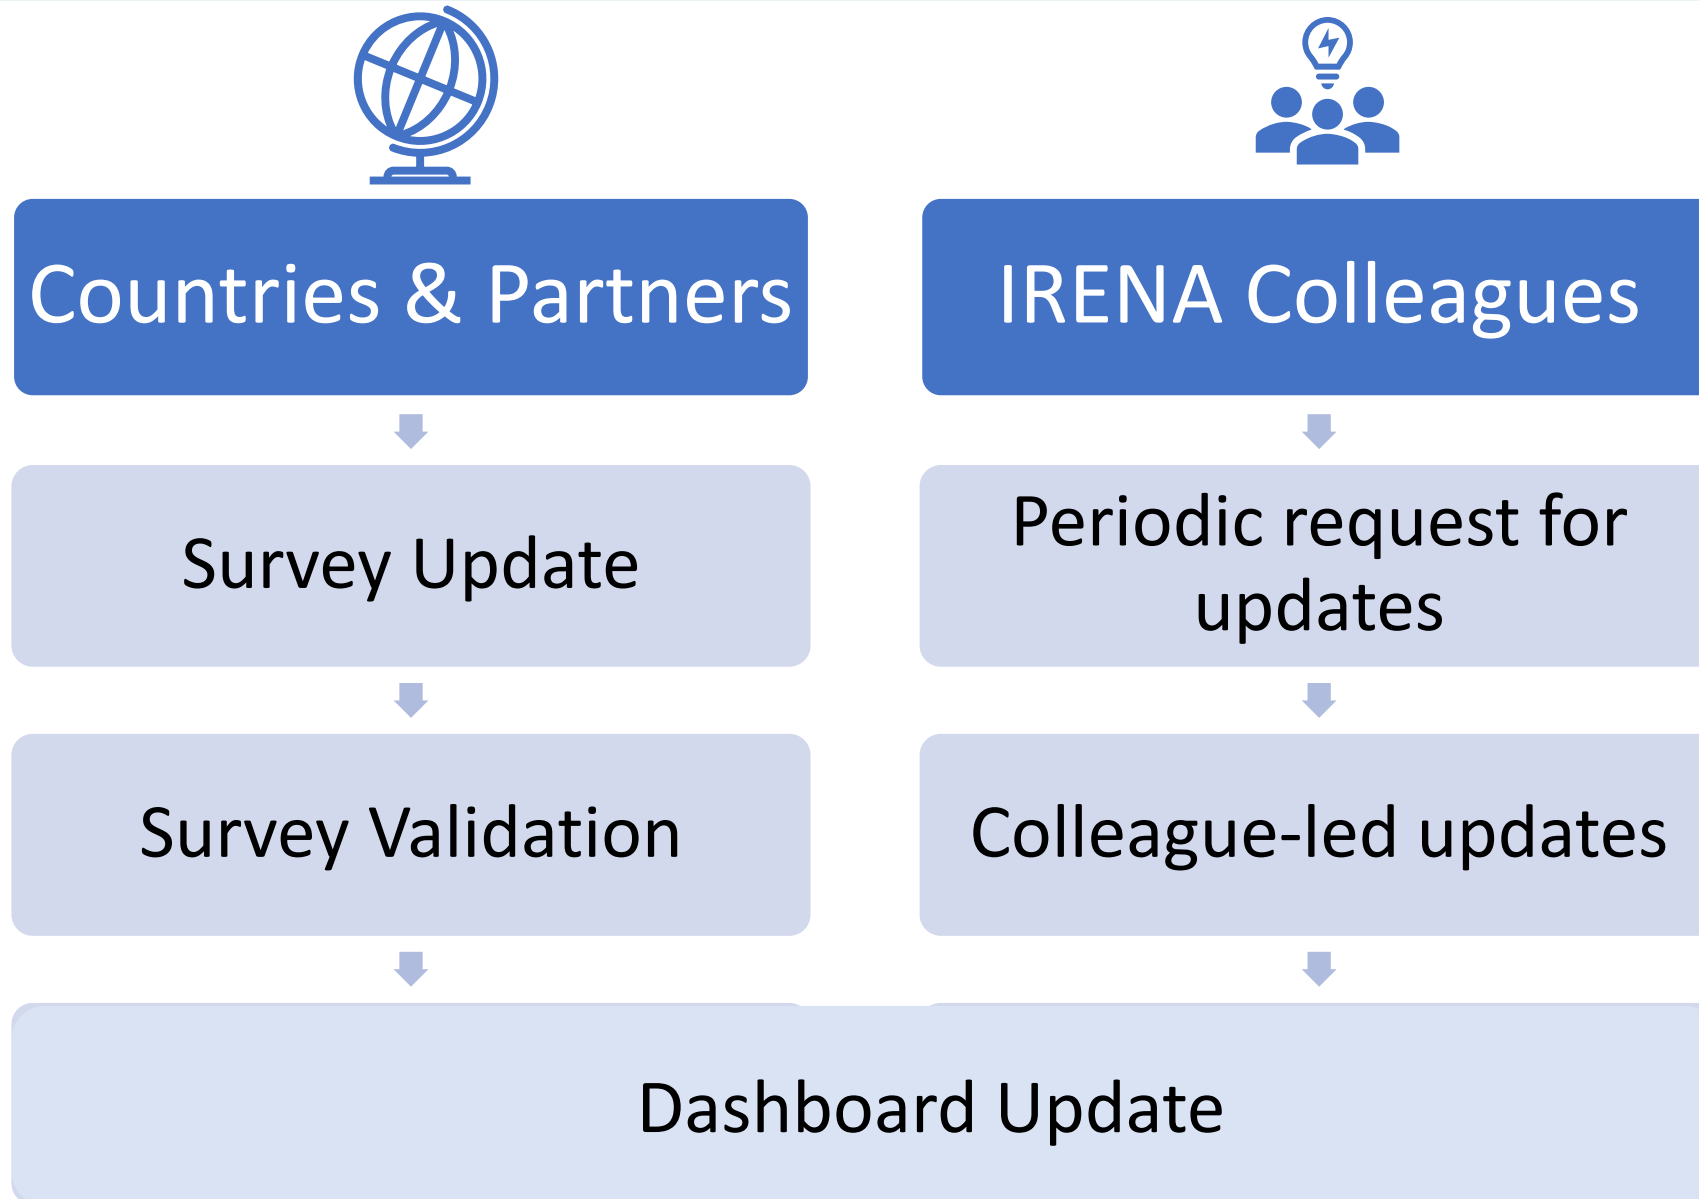 Countries & Partners
IRENA Colleagues
Survey Update
Periodic request for
updates
Survey Validation
Colleague-led updates
Dashboard Update